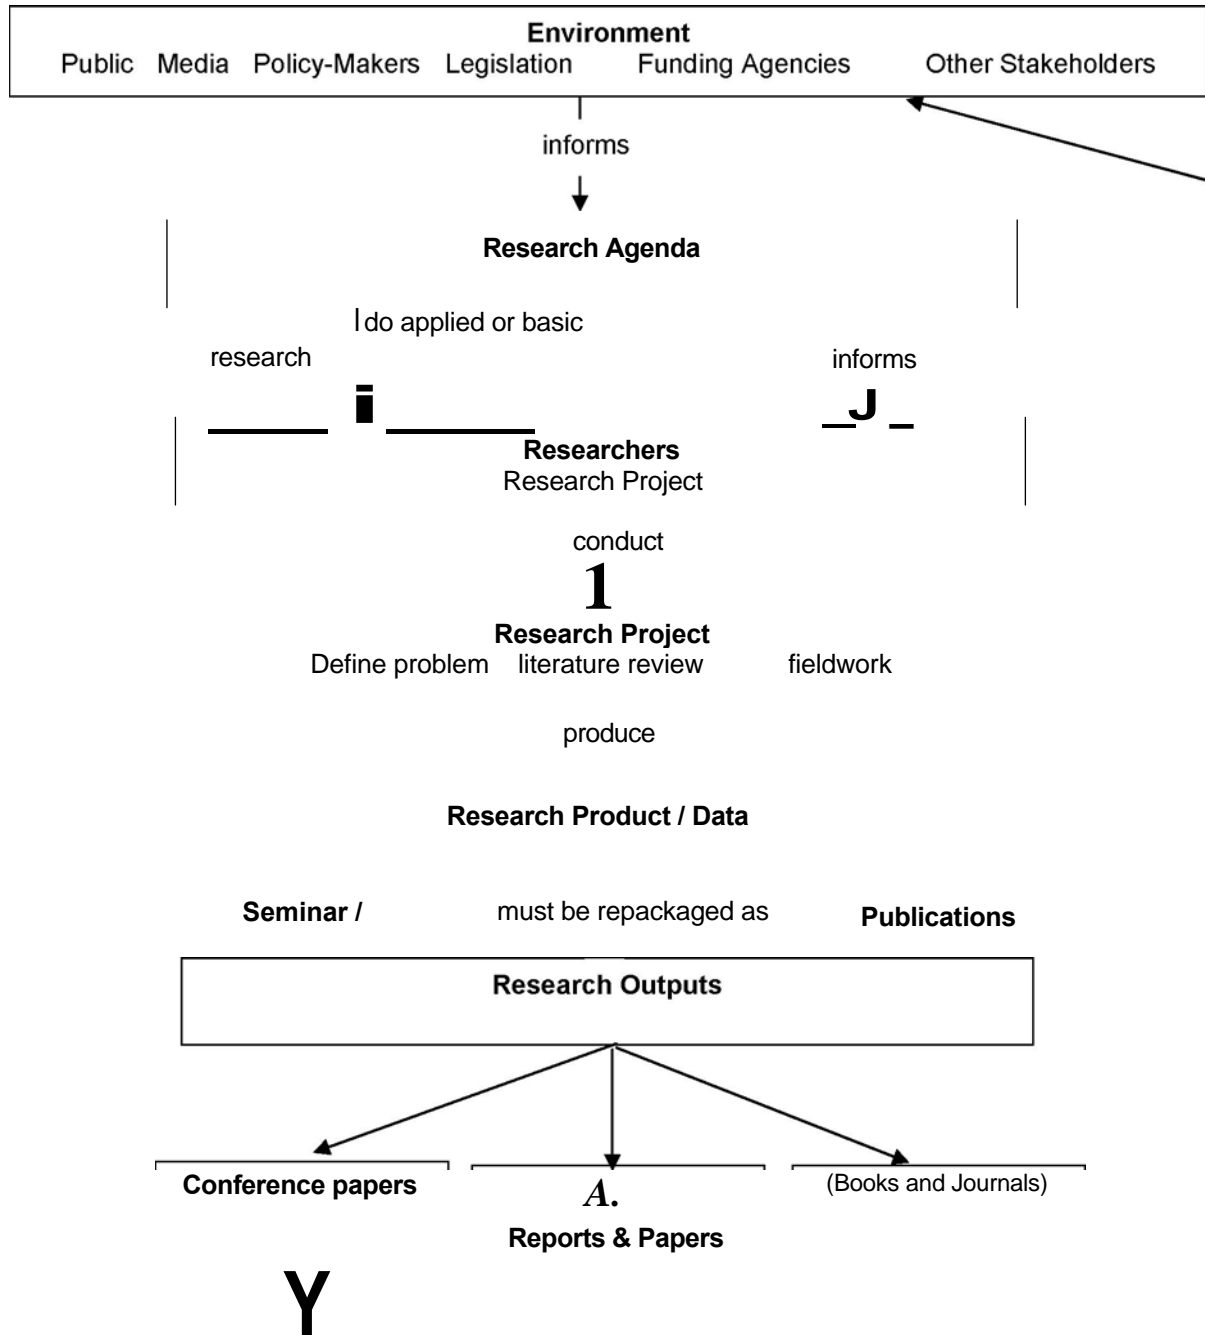 Environment
Public Media Policy-Makers Legislation Funding Agencies Other Stakeholders
informs
Research Agenda
I do applied or basic
research informs
i J
Researchers
Research Project
conduct
1
Research Project
Define problem literature review fieldwork
produce
Research Product / Data
Seminar / must be repackaged as Publications
Research Outputs
Conference papers A. (Books and Journals)
Reports & Papers
Y